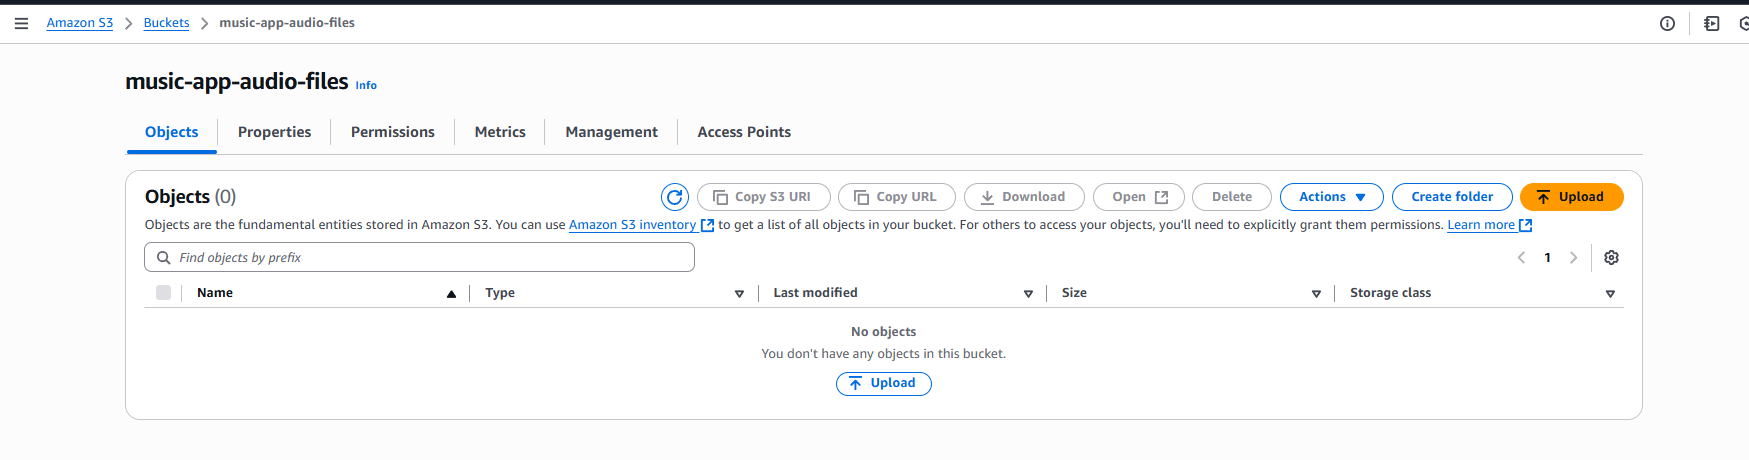 Amazon S3 > Buckets > music-app-audio-files
music-app-audio-files Info
Objects Properties Permissions Metrics Management Access Points
Objects (0) Copy S3 URI Copy URL Download Open Delete Actions Create folder Upload
Objects are the fundamental entities stored in Amazon S3. You can use Amazon S3 inventory to get a list of all objects in your bucket. For others to access your objects, you'll need to explicitly grant them permissions. Learn more
Find objects by prefix 1
Name Type Last modified Size Storage class
No objects
You don't have any objects in this bucket.
Upload